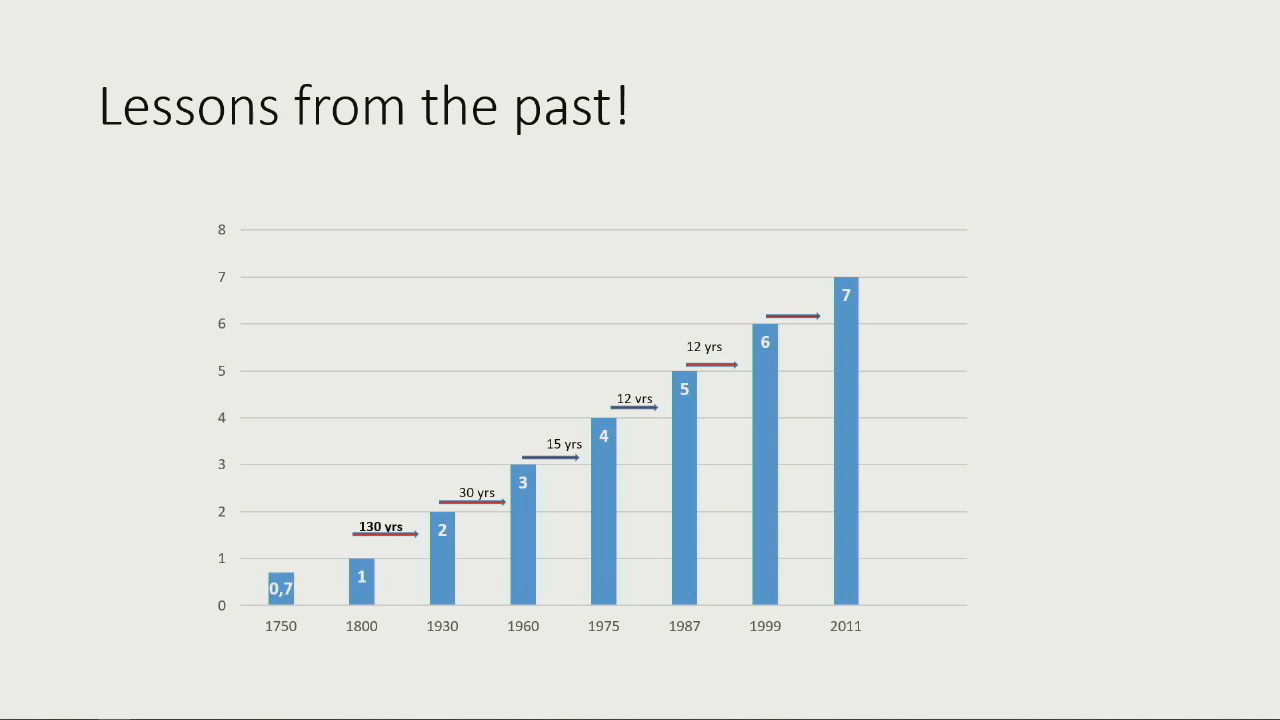 Lessons from the past!
8
7
6
5
4
3
2
1
0
130 yrs
30 yrs
15 yrs
12 vrs
12 yrs
0,7
1
2
3
4
5
6
7
1750 1800 1930 1960 1975 1987 1999 2011